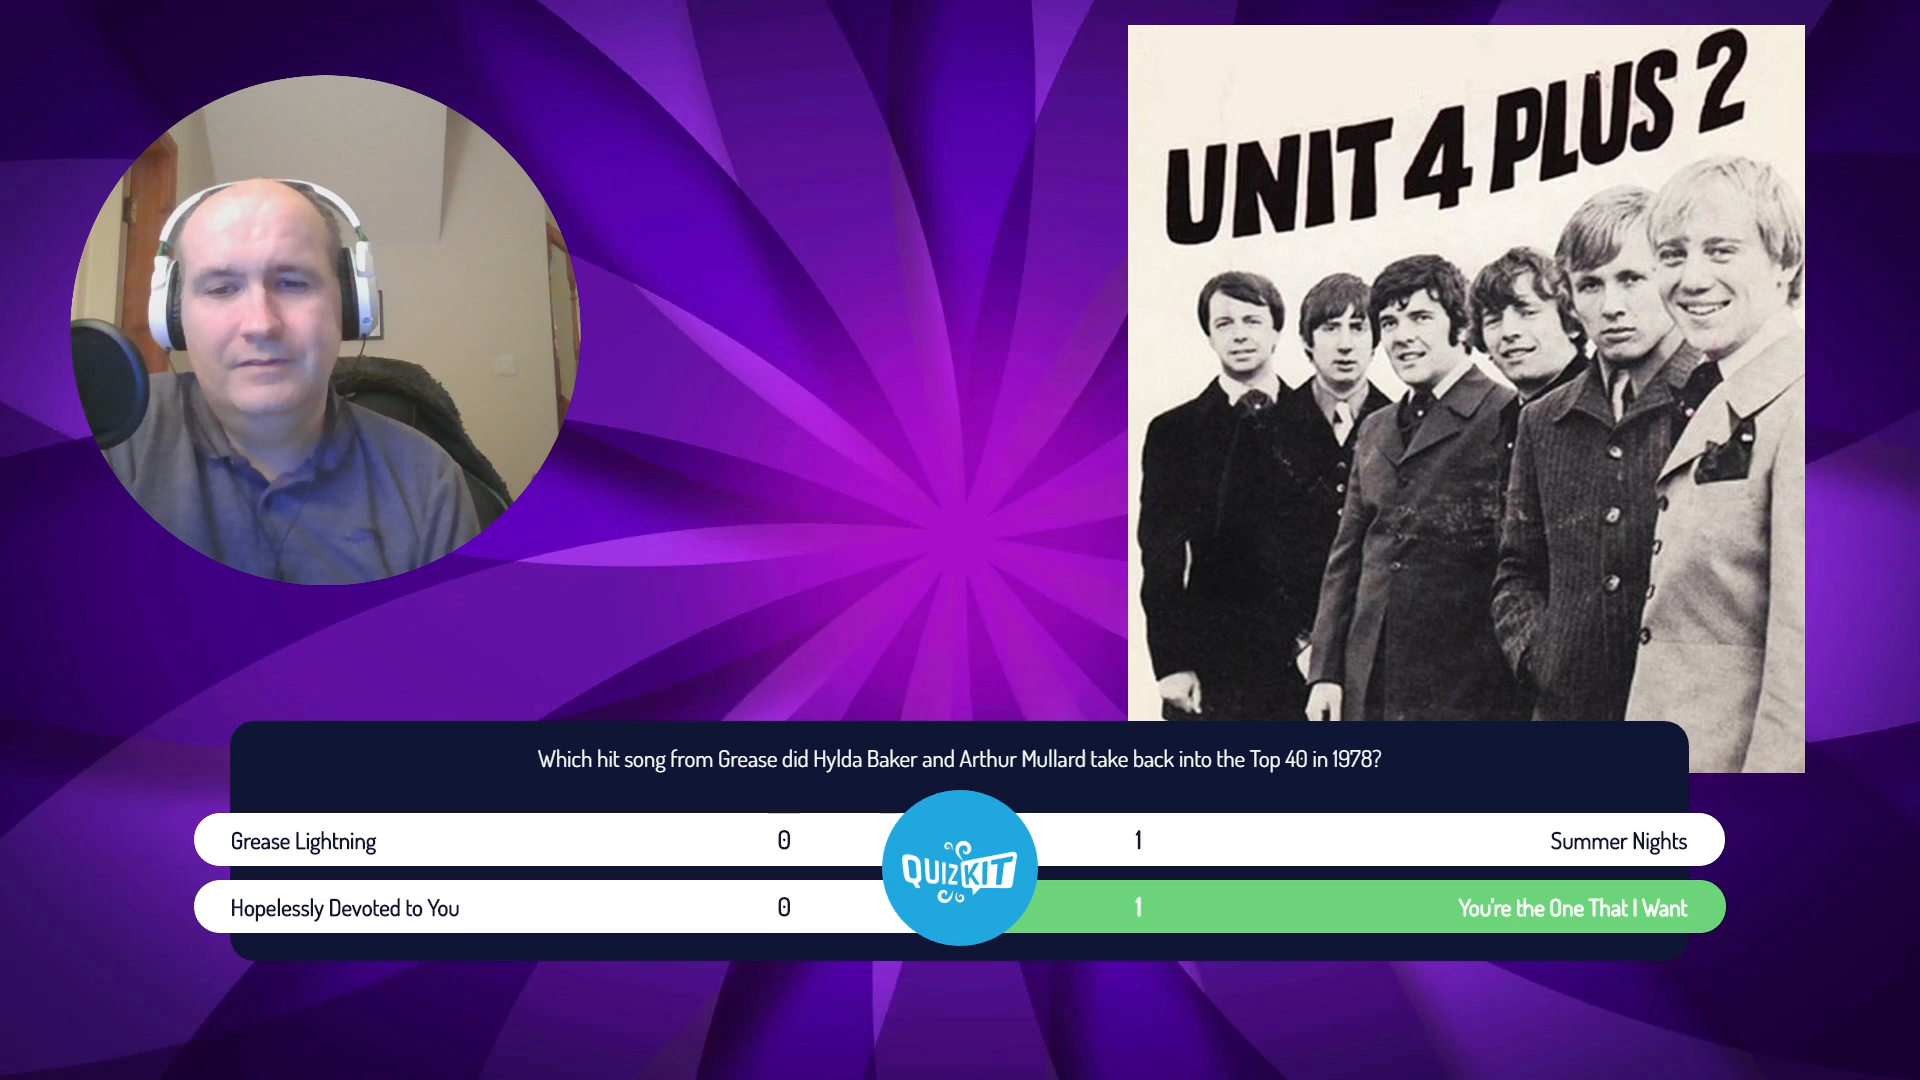 UNIT 4 PLUS 2
Which hit song from Grease did Hylda Baker and Arthur Mullard take back into the Top 40 in 1978?
Grease Lightning 0
1 Summer Nights
Hopelessly Devoted to You 0
1 You're the One That I Want
QUIZKIT